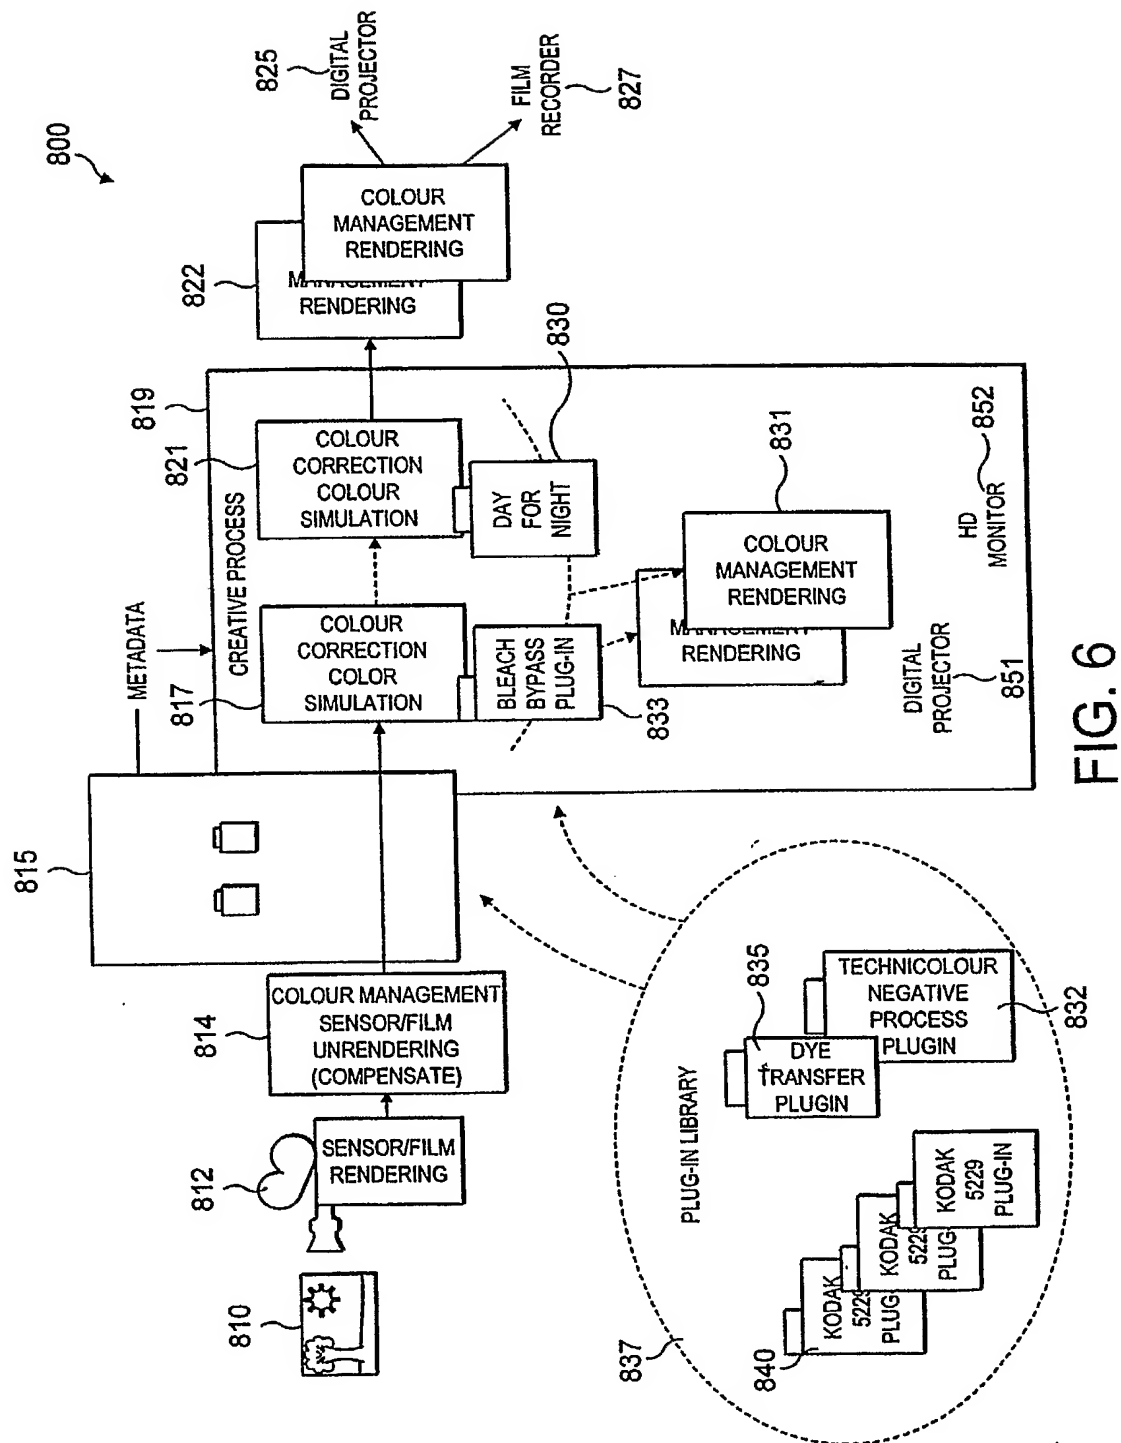 800
825
DIGITAL
PROJECTOR
FILM
RECORDER
827
822
COLOUR
MANAGEMENT
RENDERING
MANAGEMENT
RENDERING
819
CREATIVE PROCESS
821
COLOUR
CORRECTION
COLOUR
SIMULATION
830
DAY
FOR
NIGHT
METADATA
817
COLOUR
CORRECTION
COLOR
SIMULATION
BLEACH
BYPASS
PLUG-IN
833
831
COLOUR
MANAGEMENT
RENDERING
MANAGEMENT
RENDERING
HD
MONITOR
852
DIGITAL
PROJECTOR
851
815
814
COLOUR MANAGEMENT
SENSOR/FILM
UNRENDERING
(COMPENSATE)
812
SENSOR/FILM
RENDERING
810
PLUG-IN LIBRARY
837
835
DYE
TRANSFER
PLUGIN
TECHNICOLOUR
NEGATIVE
PROCESS
PLUGIN
832
840
KODAK
5229
PLUG-
KODAK
5229
PLUG-
KODAK
5229
PLUG-IN
FIG. 6